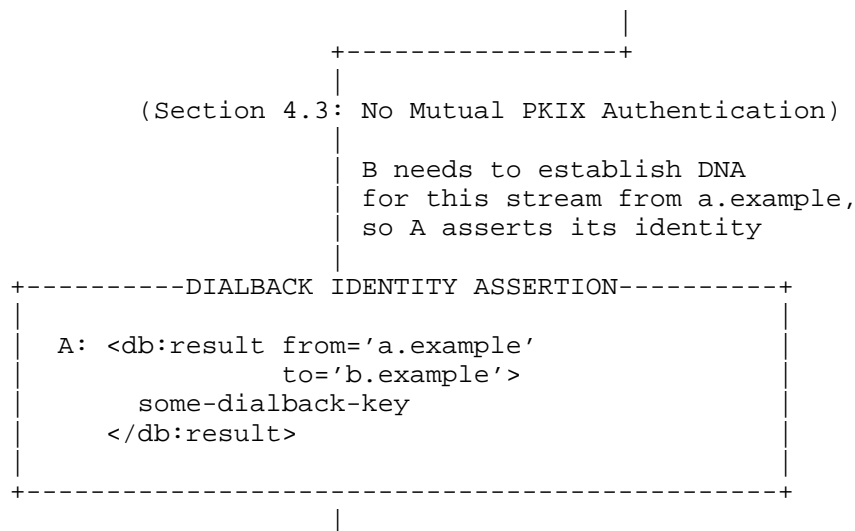 |
                    +-----------------+
                    |
        (Section 4.3: No Mutual PKIX Authentication)
                    |
                    | B needs to establish DNA
                    | for this stream from a.example,
                    | so A asserts its identity
                    |
+----------DIALBACK IDENTITY ASSERTION----------+
|                                               |
|  A: <db:result from='a.example'               |
|                to='b.example'>                |
|       some-dialback-key                       |
|     </db:result>                              |
|                                               |
+-----------------------------------------------+
                    |